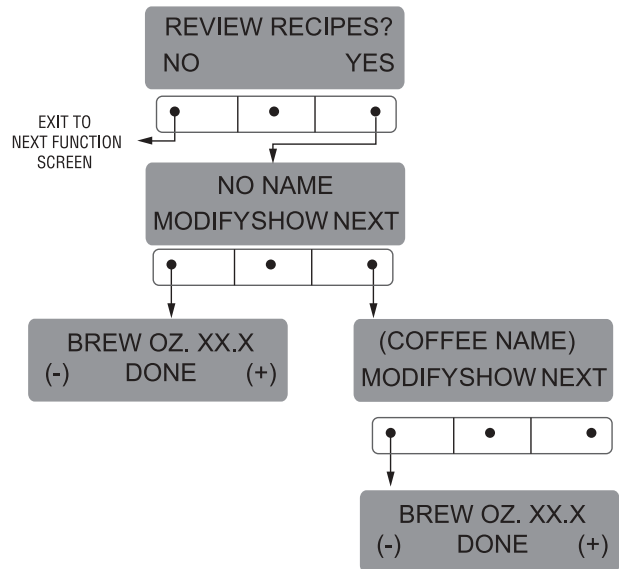 REVIEW RECIPES?
NO YES
EXIT TO
NEXT FUNCTION
SCREEN
NO NAME
MODIFYSHOW NEXT
BREW OZ. XX.X
(-) DONE (+)
(COFFEE NAME)
MODIFYSHOW NEXT
BREW OZ. XX.X
(-) DONE (+)